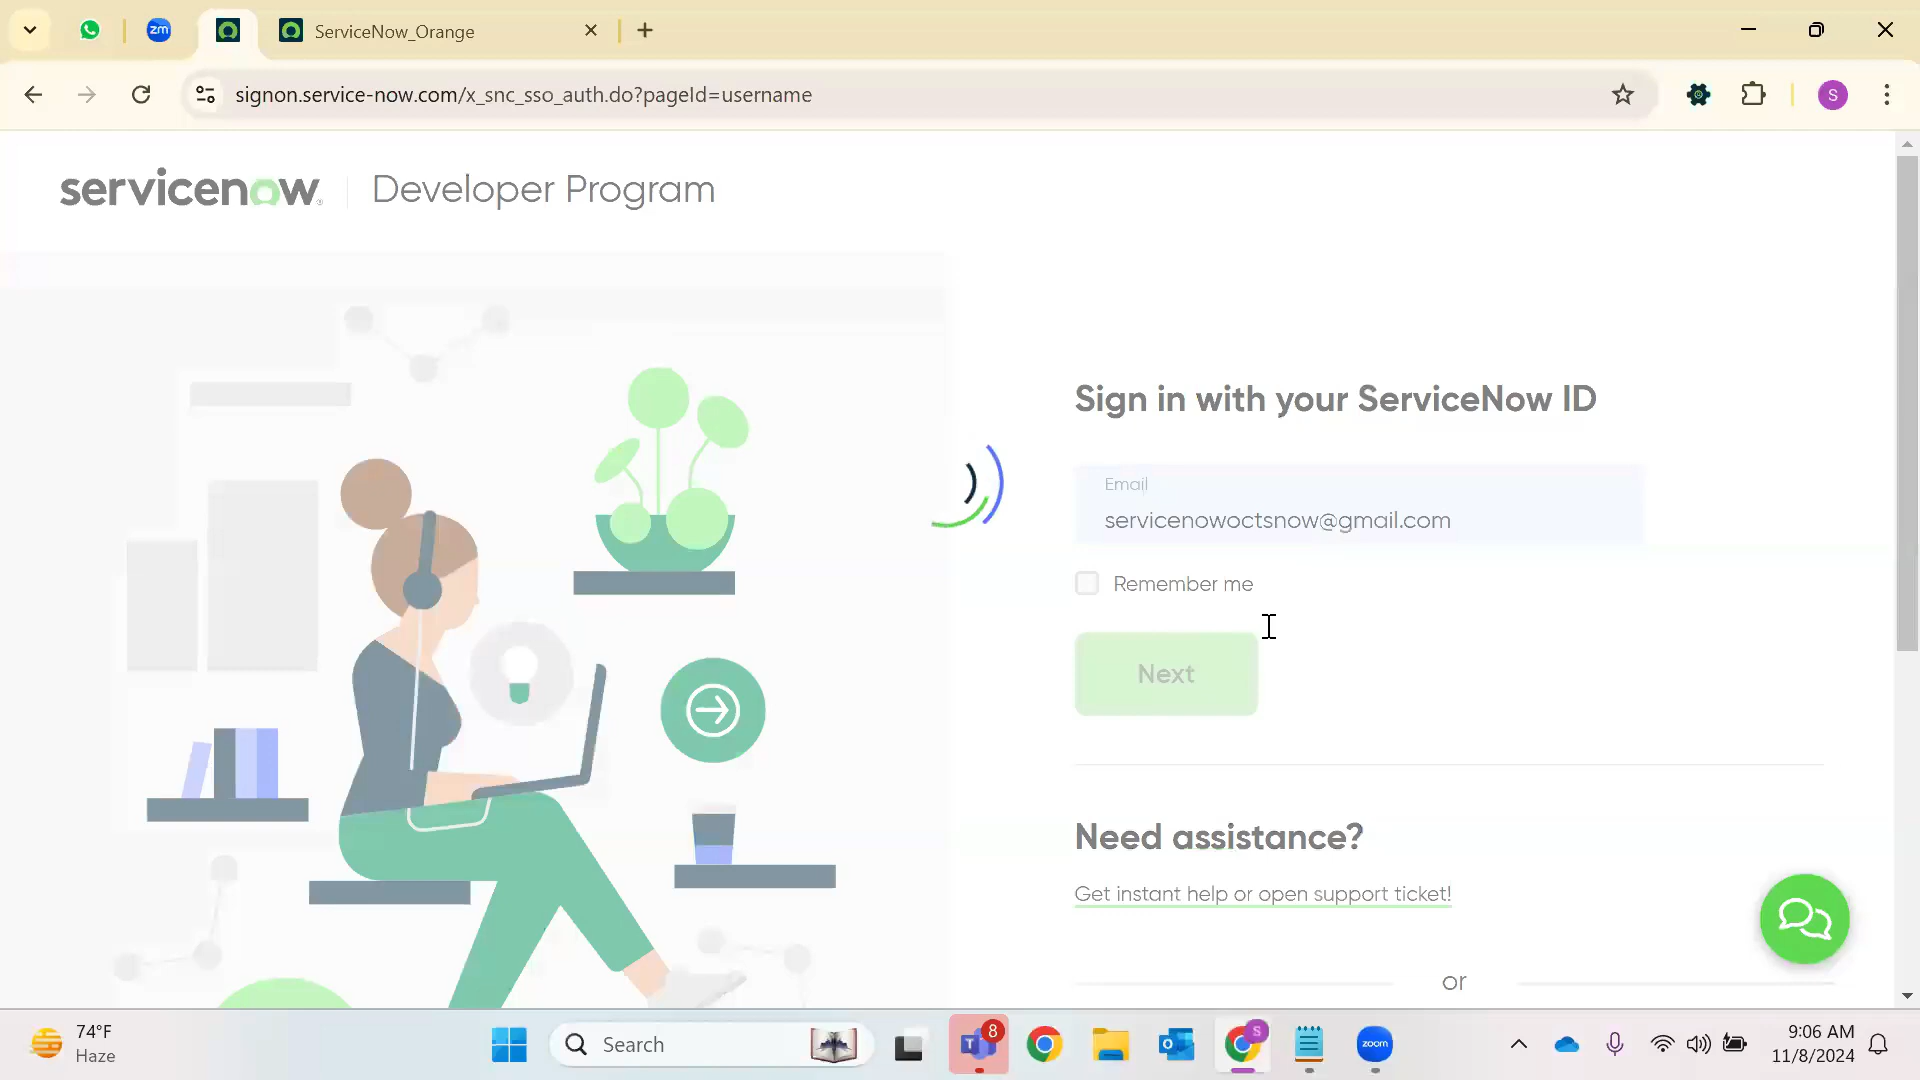 zm
ServiceNow_Orange
signon.service-now.com/x_snc_sso_auth.do?pageId=username
S
servicenow. Developer Program
Sign in with your ServiceNow ID
Email
servicenowoctsnow@gmail.com
Remember me
Next
Need assistance?
Get instant help or open support ticket!
or
74°F
Haze
Search
8
S
zoom
9:06 AM
11/8/2024